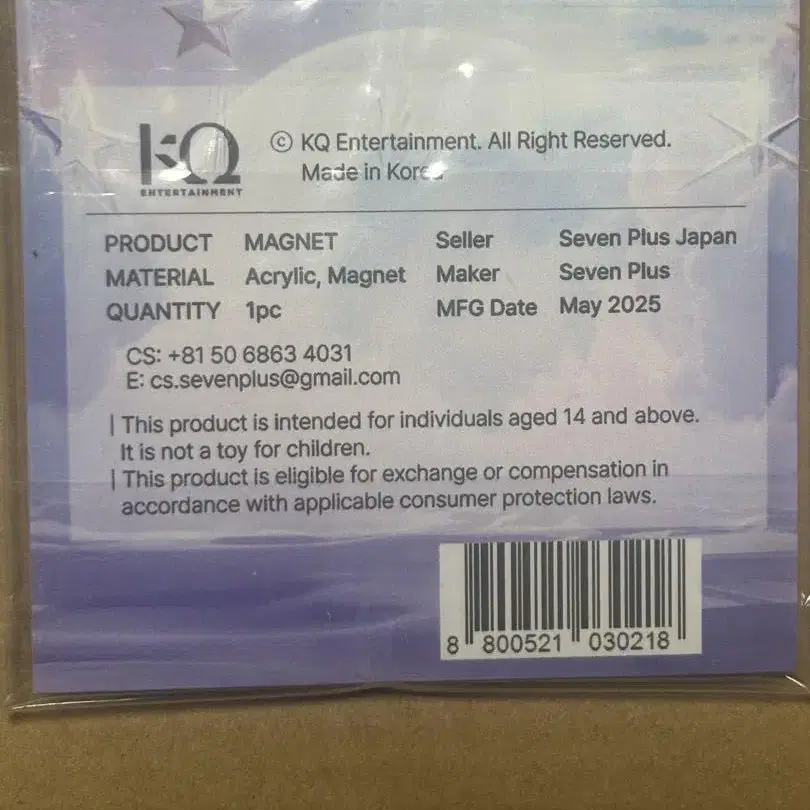 KQ
ENTERTAINMENT
© KQ Entertainment. All Right Reserved.
Made in Korea
PRODUCT MAGNET Seller Seven Plus Japan
MATERIAL Acrylic, Magnet Maker Seven Plus
QUANTITY 1pc MFG Date May 2025
CS: +81 50 6863 4031
E: cs.sevenplus@gmail.com
| This product is intended for individuals aged 14 and above.
It is not a toy for children.
| This product is eligible for exchange or compensation in
accordance with applicable consumer protection laws.
8 800521 030218